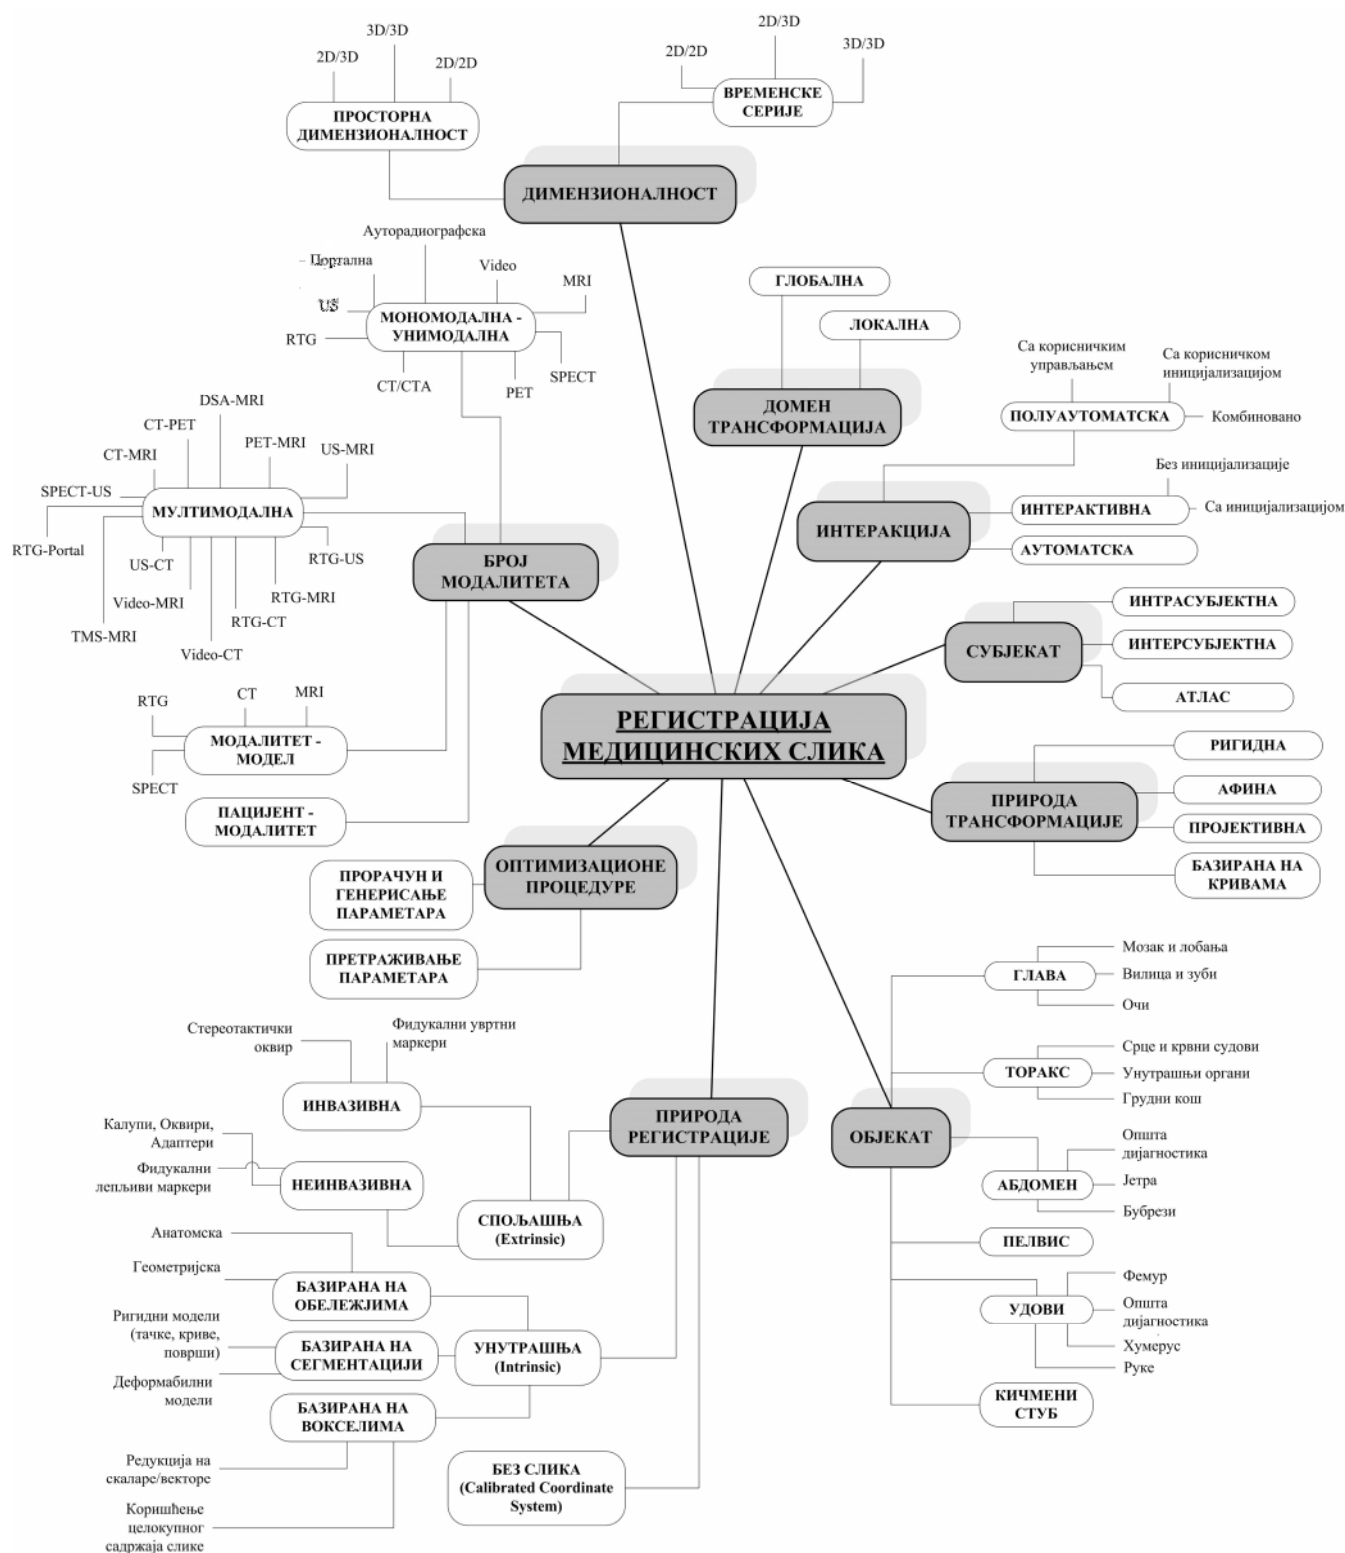 3D/3D
2D/3D
2D/2D
ПРОСТОРНА
ДИМЕНЗИОНАЛНОСТ
2D/3D
2D/2D
3D/3D
ВРЕМЕНСКЕ
СЕРИЈЕ
ДИМЕНЗИОНАЛНОСТ
Ауторадиографска
Портална
Video
MRI
US
RTG
МОНОМОДАЛНА -
УНИМОДАЛНА
CT/CTA
PET
SPECT
ГЛОБАЛНА
ЛОКАЛНА
ДОМЕН
ТРАНСФОРМАЦИЈА
Са корисничким
управљањем
Са корисничком
иницијализацијом
ПОЛУАУТОМАТСКА
Комбиновано
Без иницијализације
ИНТЕРАКТИВНА
Са иницијализацијом
АУТОМАТСКА
ИНТЕРАКЦИЈА
DSA-MRI
CT-PET
PET-MRI
CT-MRI
US-MRI
SPECT-US
МУЛТИМОДАЛНА
RTG-Portal
US-CT
RTG-US
Video-MRI
RTG-MRI
RTG-CT
TMS-MRI
Video-CT
БРОЈ
МОДАЛИТЕТА
RTG
CT
MRI
МОДАЛИТЕТ -
МОДЕЛ
SPECT
ПАЦИЈЕНТ -
МОДАЛИТЕТ
ИНТРАСУБЈЕКТНА
ИНТЕРСУБЈЕКТНА
СУБЈЕКАТ
АТЛАС
РЕГИСТРАЦИЈА
МЕДИЦИНСКИХ СЛИКА
РИГИДНА
АФИНА
ПРИРОДА
ТРАНСФОРМАЦИЈЕ
ПРОЈЕКТИВНА
БАЗИРАНА НА
КРИВАМА
ОПТИМИЗАЦИОНЕ
ПРОЦЕДУРЕ
ПРОРАЧУН И
ГЕНЕРИСАЊЕ
ПАРАМЕТАРА
ПРЕТРАЖИВАЊЕ
ПАРАМЕТАРА
Мозак и лобања
ГЛАВА
Вилица и зуби
Очи
Срце и крвни судови
ТОРАКС
Унутрашњи органи
Грудни кош
ОБЈЕКАТ
Општа
дијагностика
АБДОМЕН
Јетра
Бубрези
ПЕЛВИС
Фемур
УДОВИ
Општа
дијагностика
Хумерус
Руке
КИЧМЕНИ
СТУБ
Стереотактички
оквир
Фидукални увртни
маркери
ИНВАЗИВНА
ПРИРОДА
РЕГИСТРАЦИЈЕ
Калупи, Оквири,
Адаптери
Фидукални
лепљиви маркери
НЕИНВАЗИВНА
СПОЉАШЊА
(Extrinsic)
Анатомска
Геометријска
БАЗИРАНА НА
ОБЕЛЕЖЈИМА
Ригидни модели
(тачке, криве,
површи)
БАЗИРАНА НА
СЕГМЕНТАЦИЈИ
УНУТРАШЊА
(Intrinsic)
Деформабилни
модели
БАЗИРАНА НА
ВОКСЕЛИМА
Редукција на
скаларе/векторе
Коришћење
целокупног
садржаја слике
БЕЗ СЛИКА
(Calibrated Coordinate
System)